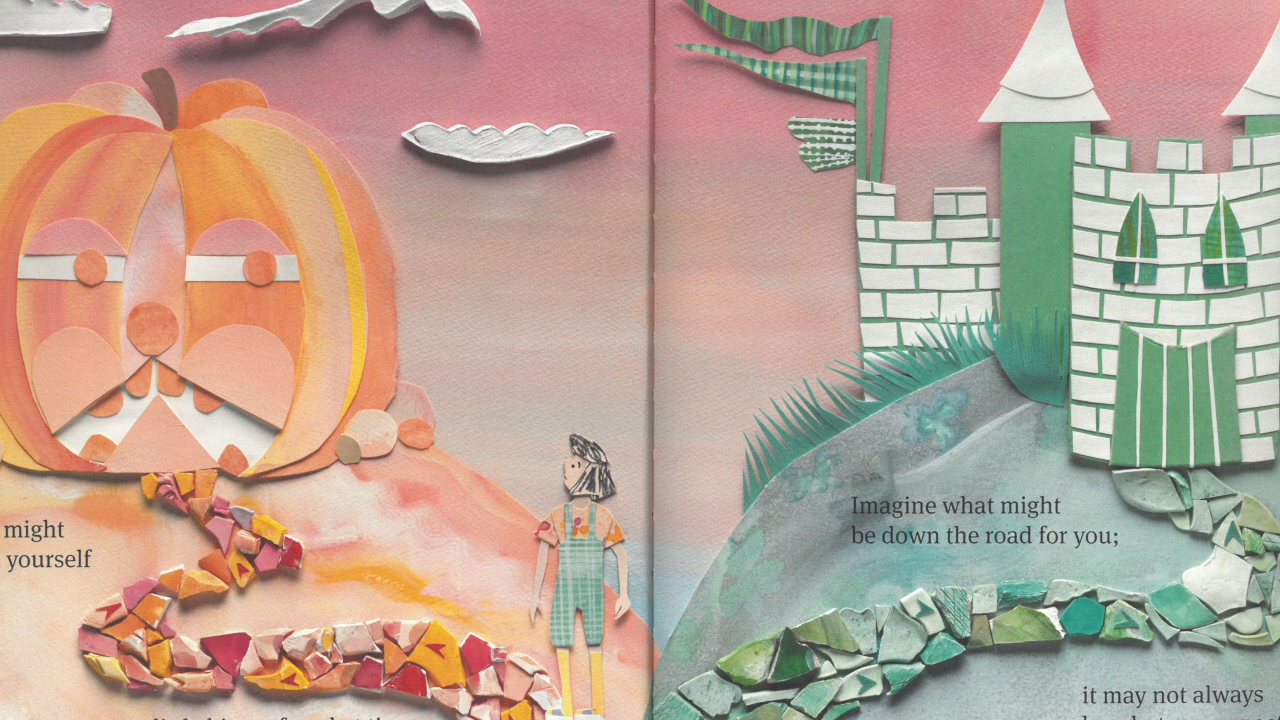 might
yourself
Imagine what might
be down the road for you;
it may not always